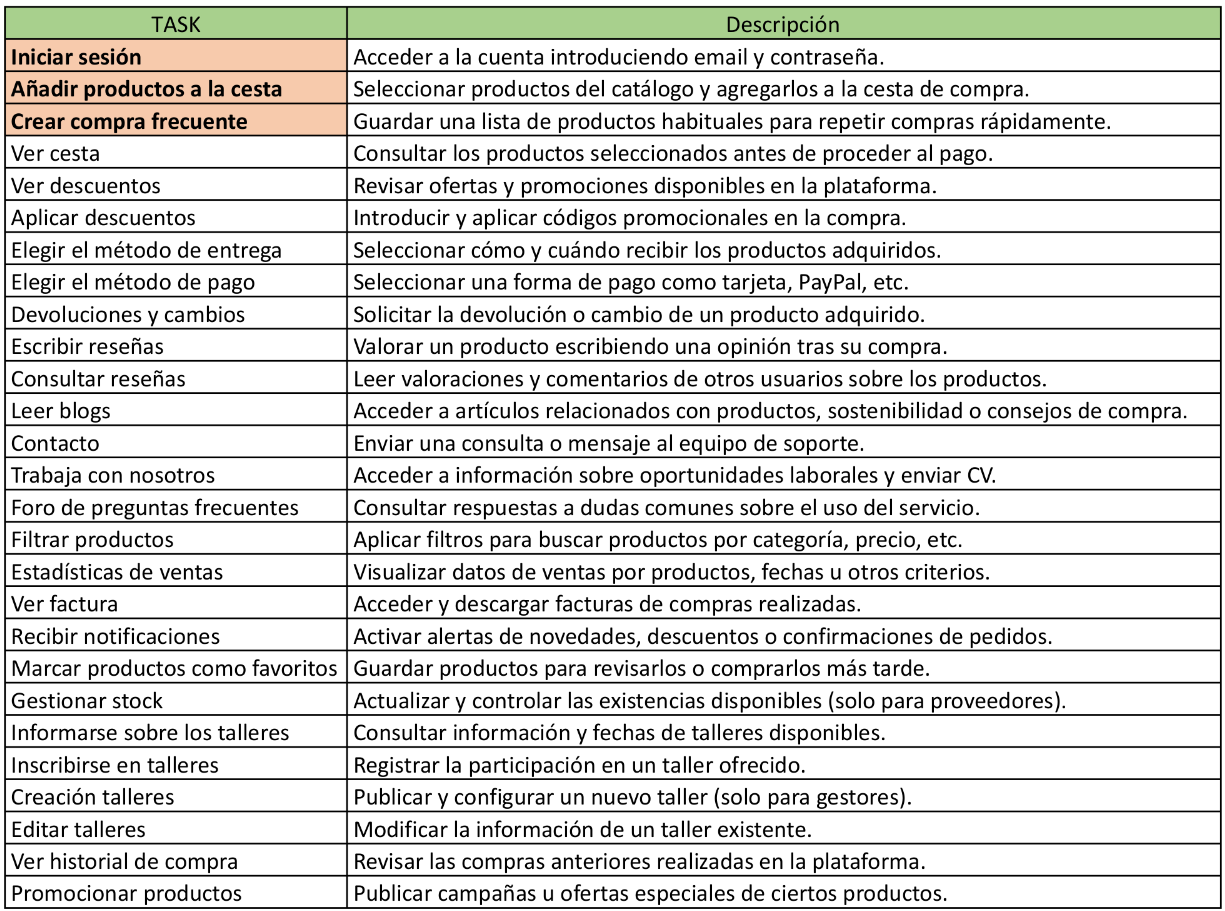 TASK Descripción
Iniciar sesión Acceder a la cuenta introduciendo email y contraseña.
Añadir productos a la cesta Seleccionar productos del catálogo y agregarlos a la cesta de compra.
Crear compra frecuente Guardar una lista de productos habituales para repetir compras rápidamente.
Ver cesta Consultar los productos seleccionados antes de proceder al pago.
Ver descuentos Revisar ofertas y promociones disponibles en la plataforma.
Aplicar descuentos Introducir y aplicar códigos promocionales en la compra.
Elegir el método de entrega Seleccionar cómo y cuándo recibir los productos adquiridos.
Elegir el método de pago Seleccionar una forma de pago como tarjeta, PayPal, etc.
Devoluciones y cambios Solicitar la devolución o cambio de un producto adquirido.
Escribir reseñas Valorar un producto escribiendo una opinión tras su compra.
Consultar reseñas Leer valoraciones y comentarios de otros usuarios sobre los productos.
Leer blogs Acceder a artículos relacionados con productos, sostenibilidad o consejos de compra.
Contacto Enviar una consulta o mensaje al equipo de soporte.
Trabaja con nosotros Acceder a información sobre oportunidades laborales y enviar CV.
Foro de preguntas frecuentes Consultar respuestas a dudas comunes sobre el uso del servicio.
Filtrar productos Aplicar filtros para buscar productos por categoría, precio, etc.
Estadísticas de ventas Visualizar datos de ventas por productos, fechas u otros criterios.
Ver factura Acceder y descargar facturas de compras realizadas.
Recibir notificaciones Activar alertas de novedades, descuentos o confirmaciones de pedidos.
Marcar productos como favoritos Guardar productos para revisarlos o comprarlos más tarde.
Gestionar stock Actualizar y controlar las existencias disponibles (solo para proveedores).
Informarse sobre los talleres Consultar información y fechas de talleres disponibles.
Inscribirse en talleres Registrar la participación en un taller ofrecido.
Creación talleres Publicar y configurar un nuevo taller (solo para gestores).
Editar talleres Modificar la información de un taller existente.
Ver historial de compra Revisar las compras anteriores realizadas en la plataforma.
Promocionar productos Publicar campañas u ofertas especiales de ciertos productos.